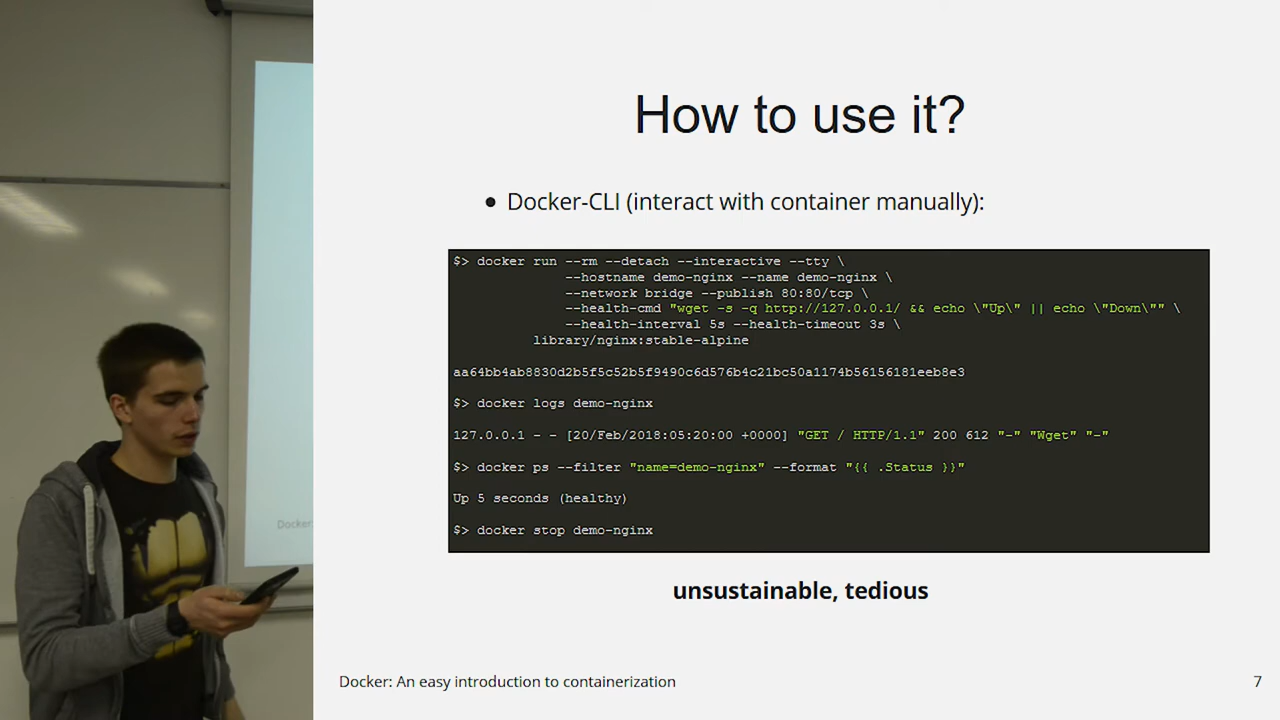 How to use it?
● Docker-CLI (interact with container manually):
$> docker run --rm --detach --interactive --tty \
--hostname demo-nginx --name demo-nginx \
--network bridge --publish 80:80/tcp \
--health-cmd "wget -s -q http://127.0.0.1/ && echo \"Up\" || echo \"Down\"" \
--health-interval 5s --health-timeout 3s \
library/nginx:stable-alpine
aa64bb4ab8830d2b5f5c52b5f9490c6d576b4c21bc50a1174b56156181eeb8e3
$> docker logs demo-nginx
127.0.0.1 - - [20/Feb/2018:05:20:00 +0000] "GET / HTTP/1.1" 200 612 "-" "Wget" "-"
$> docker ps --filter "name=demo-nginx" --format "{{ .Status }}"
Up 5 seconds (healthy)
$> docker stop demo-nginx
unsustainable, tedious
Docker: An easy introduction to containerization
7
Docker: